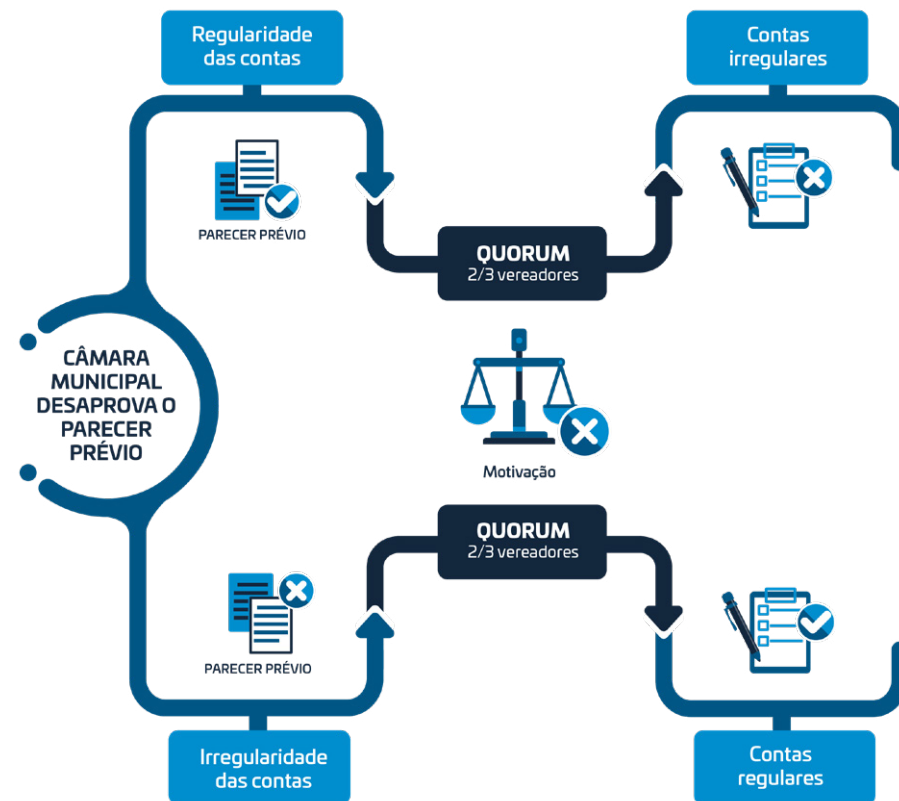 Regularidade
das contas
Contas
irregulares
PARECER PRÉVIO
QUORUM
2/3 vereadores
CÂMARA
MUNICIPAL
DESAPROVA O
PARECER
PRÉVIO
Motivação
QUORUM
2/3 vereadores
PARECER PRÉVIO
Irregularidade
das contas
Contas
regulares